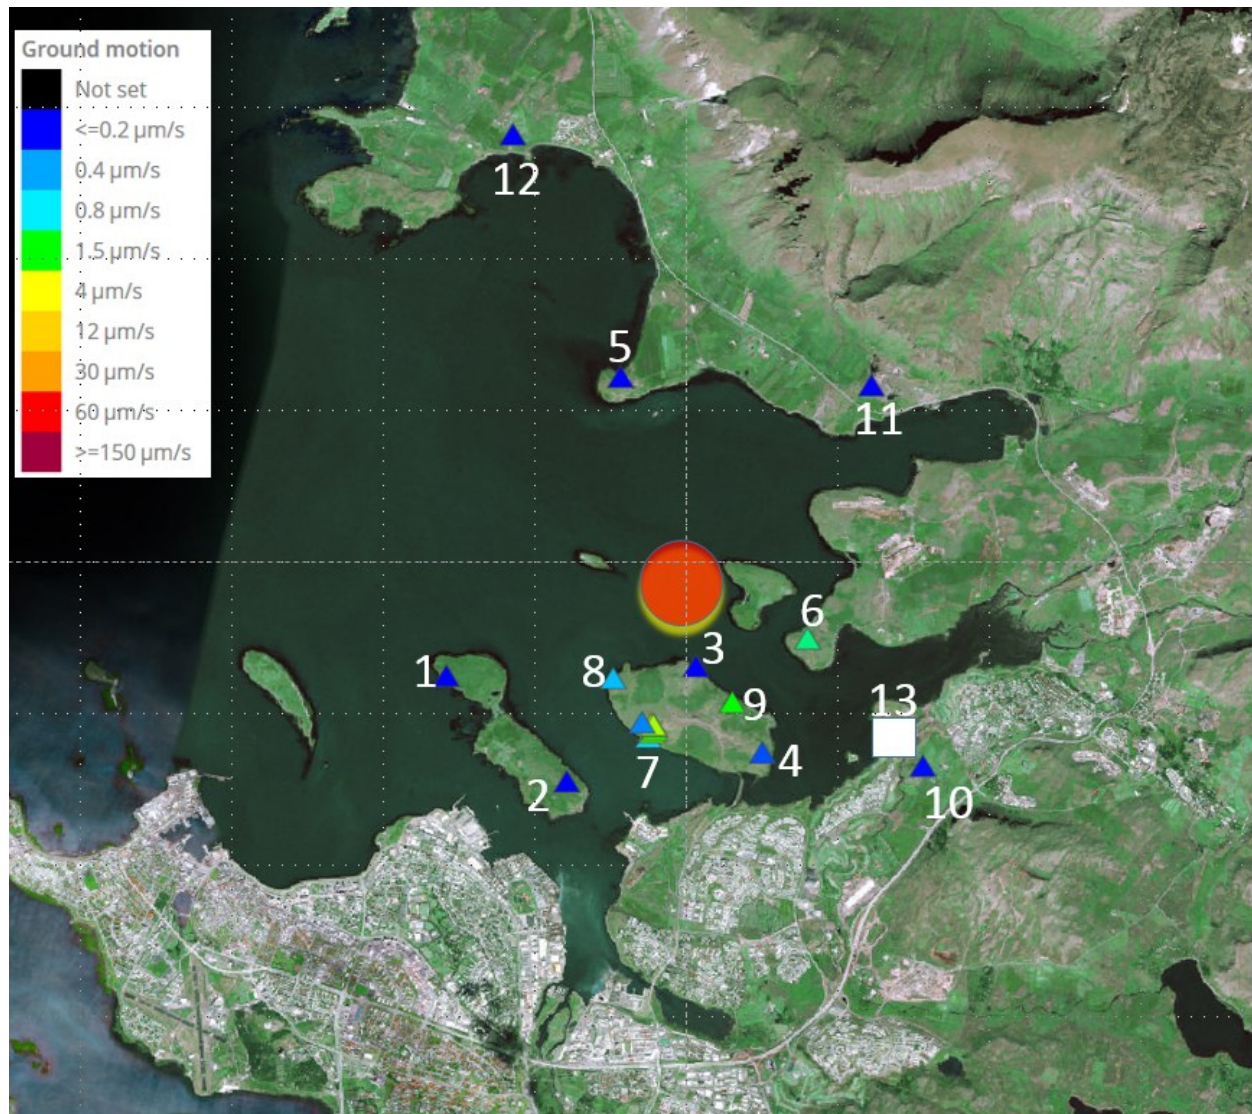 Ground motion
Not set
<=0.2 µm/s
0.4 µm/s
0.8 µm/s
1.5 µm/s
4 µm/s
12 µm/s
30 µm/s
60 µm/s
>=150 µm/s
12
5
11
6
3
1
8
9
13
7
4
2
10